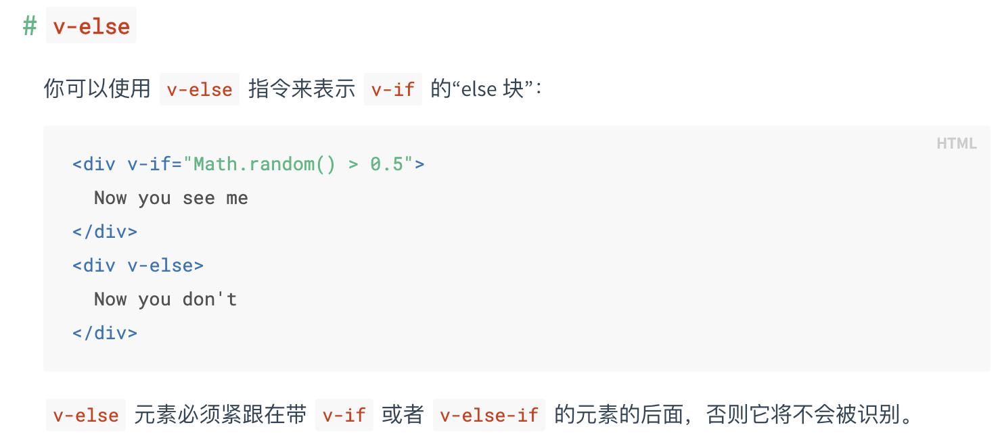 # v-else
你可以使用 v-else 指令来表示 v-if 的“else 块”：
HTML
<div v-if="Math.random() > 0.5">
  Now you see me
</div>
<div v-else>
  Now you don't
</div>
v-else 元素必须紧跟在带 v-if 或者 v-else-if 的元素的后面，否则它将不会被识别。